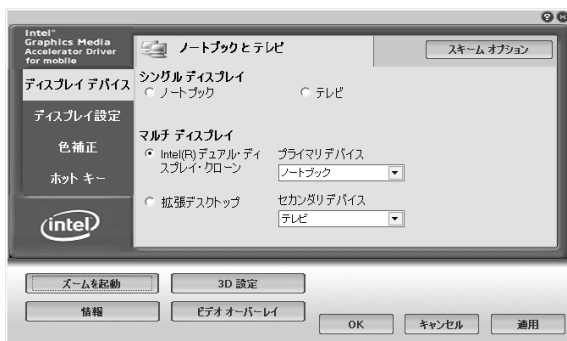 Intel®
Graphics Media
Accelerator Driver
for mobile
ノートブックとテレビ
スキーム オプション
ディスプレイ デバイス
ディスプレイ設定
色補正
ホット キー
intel
シングル ディスプレイ
ノートブック
テレビ
マルチ ディスプレイ
Intel(R) デュアル・ディ
スプレイ・クローン
プライマリ デバイス
ノートブック
拡張デスクトップ
セカンダリ デバイス
テレビ
ズームを起動
3D 設定
情報
ビデオ オーバーレイ
OK
キャンセル
適用